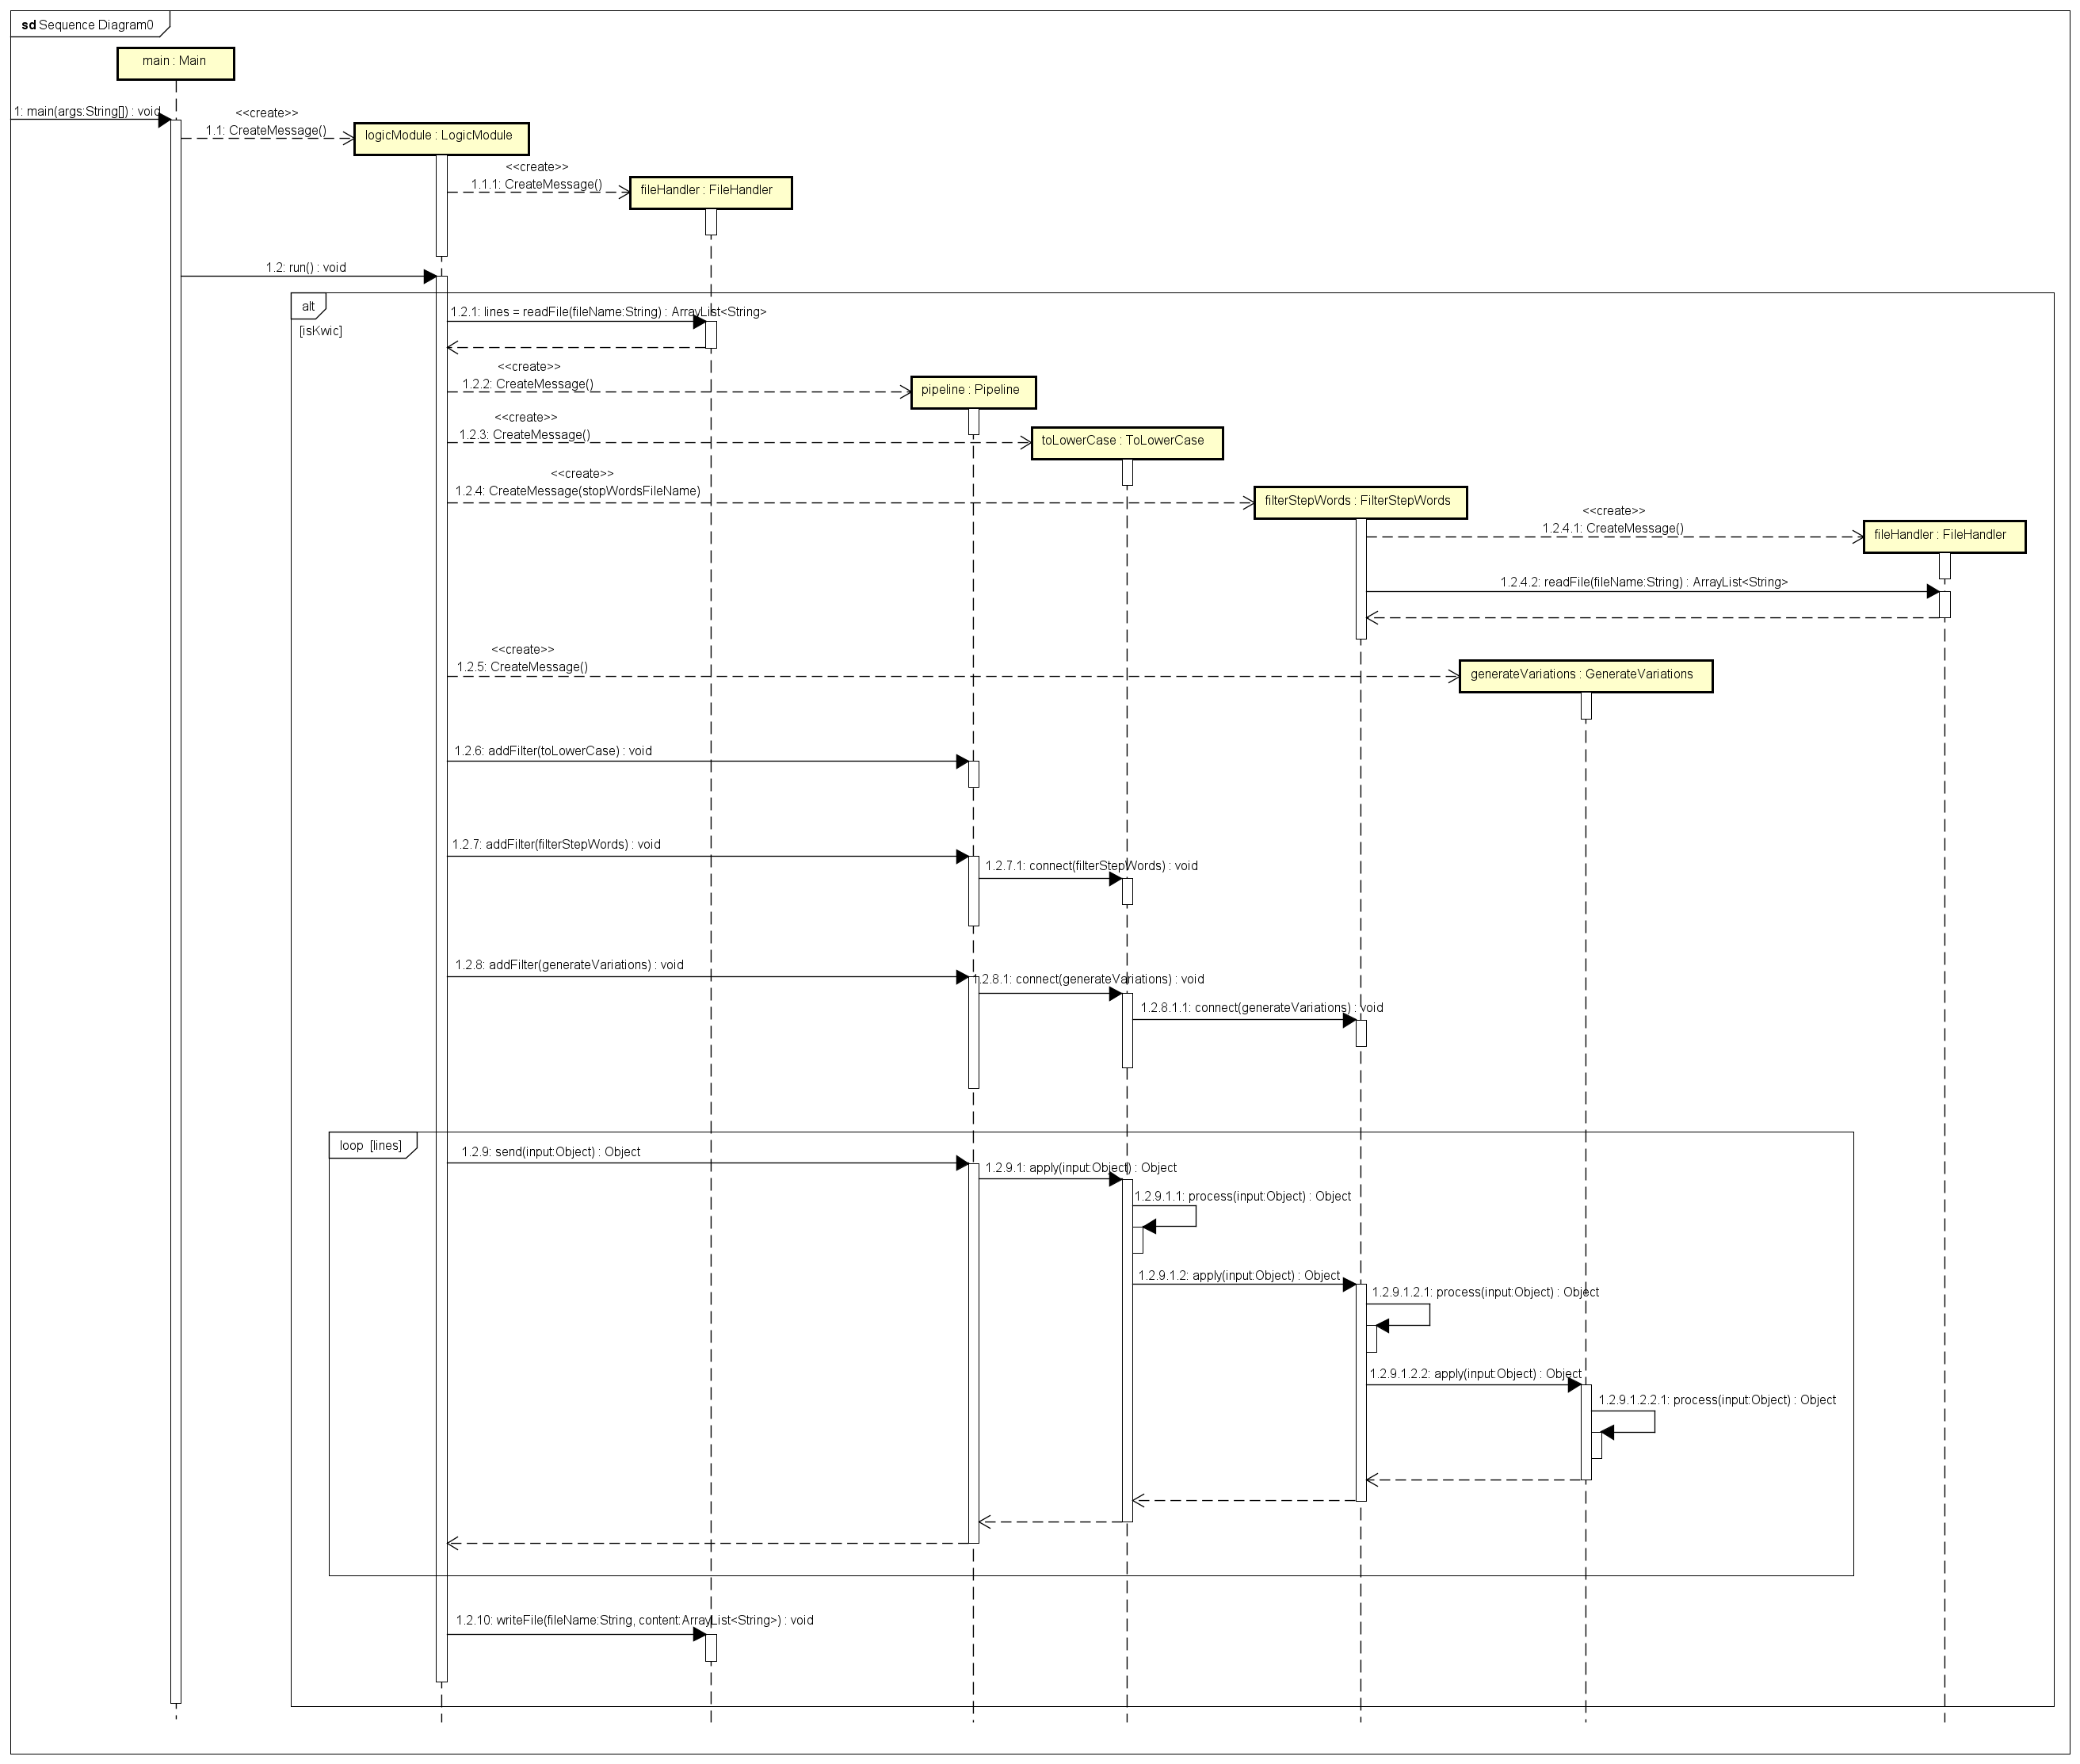 sd Sequence Diagram0
main : Main
1: main(args:String[]) : void
<<create>>
1.1: CreateMessage()
logicModule : LogicModule
<<create>>
1.1.1: CreateMessage()
fileHandler : FileHandler
1.2: run() : void
alt
[isKwic]
1.2.1: lines = readFile(fileName:String) : ArrayList<String>
<<create>>
1.2.2: CreateMessage()
pipeline : Pipeline
<<create>>
1.2.3: CreateMessage()
toLowerCase : ToLowerCase
<<create>>
1.2.4: CreateMessage(stopWordsFileName)
filterStepWords : FilterStepWords
<<create>>
1.2.4.1: CreateMessage()
fileHandler : FileHandler
1.2.4.2: readFile(fileName:String) : ArrayList<String>
<<create>>
1.2.5: CreateMessage()
generateVariations : GenerateVariations
1.2.6: addFilter(toLowerCase) : void
1.2.7: addFilter(filterStepWords) : void
1.2.7.1: connect(filterStepWords) : void
1.2.8: addFilter(generateVariations) : void
1.2.8.1: connect(generateVariations) : void
1.2.8.1.1: connect(generateVariations) : void
loop [lines]
1.2.9: send(input:Object) : Object
1.2.9.1: apply(input:Object) : Object
1.2.9.1.1: process(input:Object) : Object
1.2.9.1.2: apply(input:Object) : Object
1.2.9.1.2.1: process(input:Object) : Object
1.2.9.1.2.2: apply(input:Object) : Object
1.2.9.1.2.2.1: process(input:Object) : Object
1.2.10: writeFile(fileName:String, content:ArrayList<String>) : void